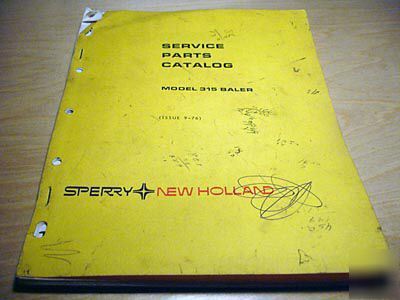 SERVICE
PARTS
CATALOG
MODEL 315 BALER
(ISSUE 9-76)
SPERRY NEW HOLLAND